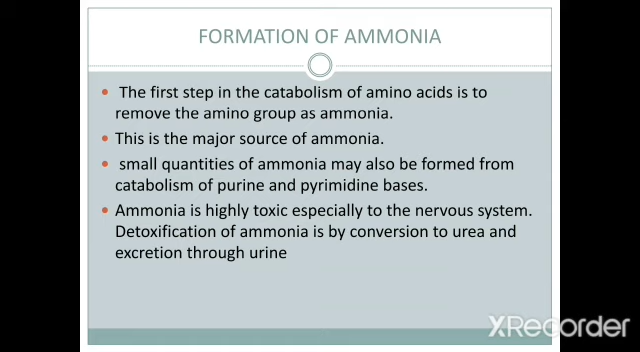 FORMATION OF AMMONIA
The first step in the catabolism of amino acids is to
remove the amino group as ammonia.
This is the major source of ammonia.
small quantities of ammonia may also be formed from
catabolism of purine and pyrimidine bases.
Ammonia is highly toxic especially to the nervous system.
Detoxification of ammonia is by conversion to urea and
excretion through urine
XRecorder